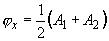 φₓ = 1/2 (A₁ + A₂)